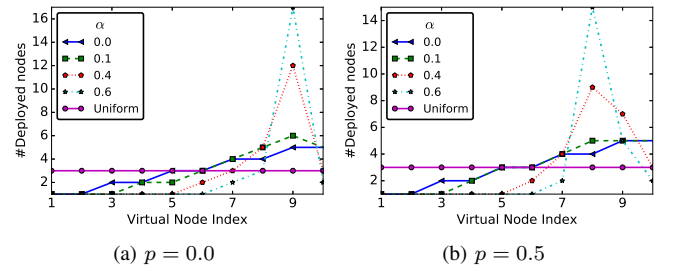 α
0.0
0.1
0.4
0.6
Uniform
16
14
12
10
8
6
4
2
#Deployed nodes
1 3 5 7 9
Virtual Node Index
(a) p = 0.0
α
0.0
0.1
0.4
0.6
Uniform
14
12
10
8
6
4
2
#Deployed nodes
1 3 5 7 9
Virtual Node Index
(b) p = 0.5